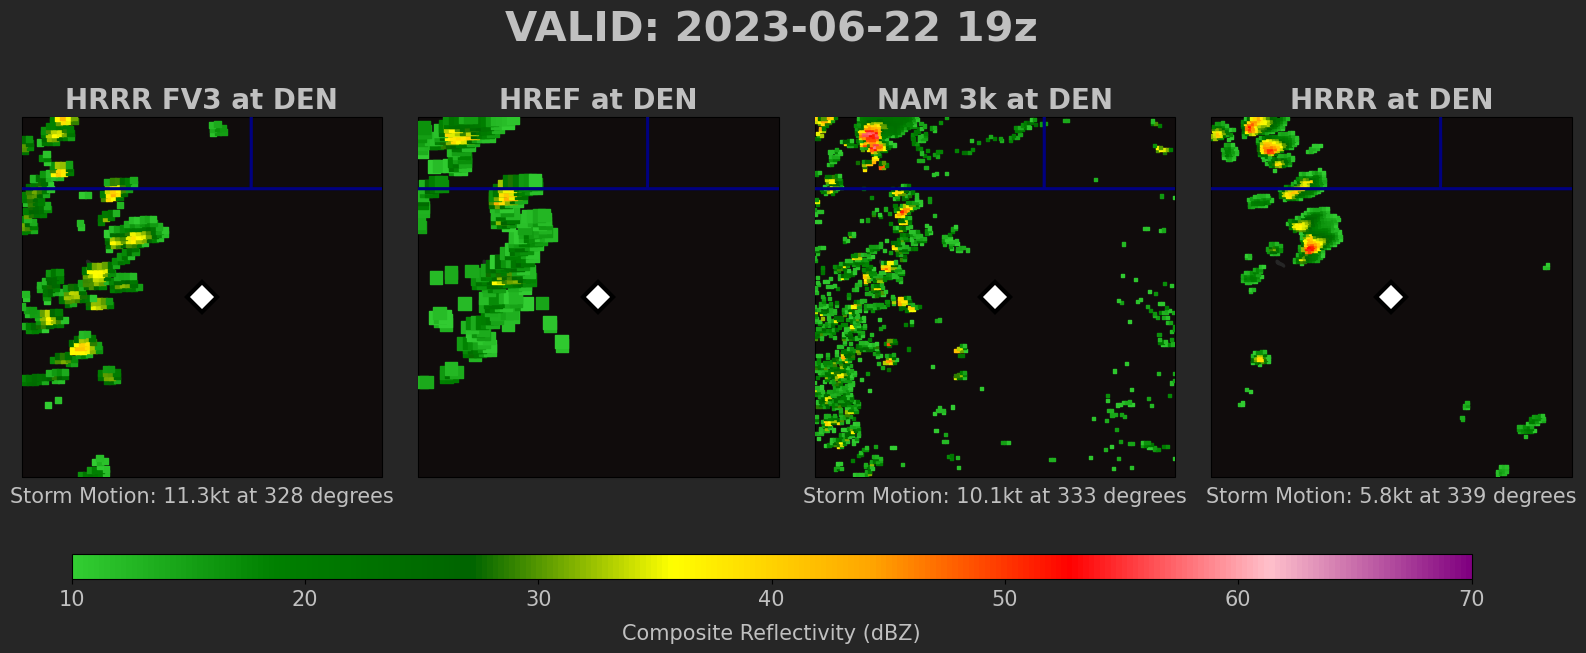 VALID: 2023-06-22 19z
HRRR FV3 at DEN
HREF at DEN
NAM 3k at DEN
HRRR at DEN
Storm Motion: 11.3kt at 328 degrees
Storm Motion: 10.1kt at 333 degrees
Storm Motion: 5.8kt at 339 degrees
10 20 30 40 50 60 70
Composite Reflectivity (dBZ)